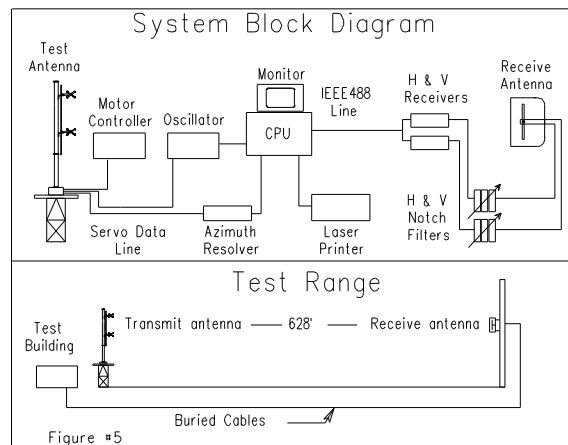 System Block Diagram
Test
Antenna
Motor
Controller
Oscillator
Monitor
CPU
IEEE488
Line
H & V
Receivers
Receive
Antenna
Servo Data
Line
Azimuth
Resolver
Laser
Printer
H & V
Notch
Filters
Test Range
Test
Building
Transmit antenna — 628' — Receive antenna
Buried Cables
Figure #5